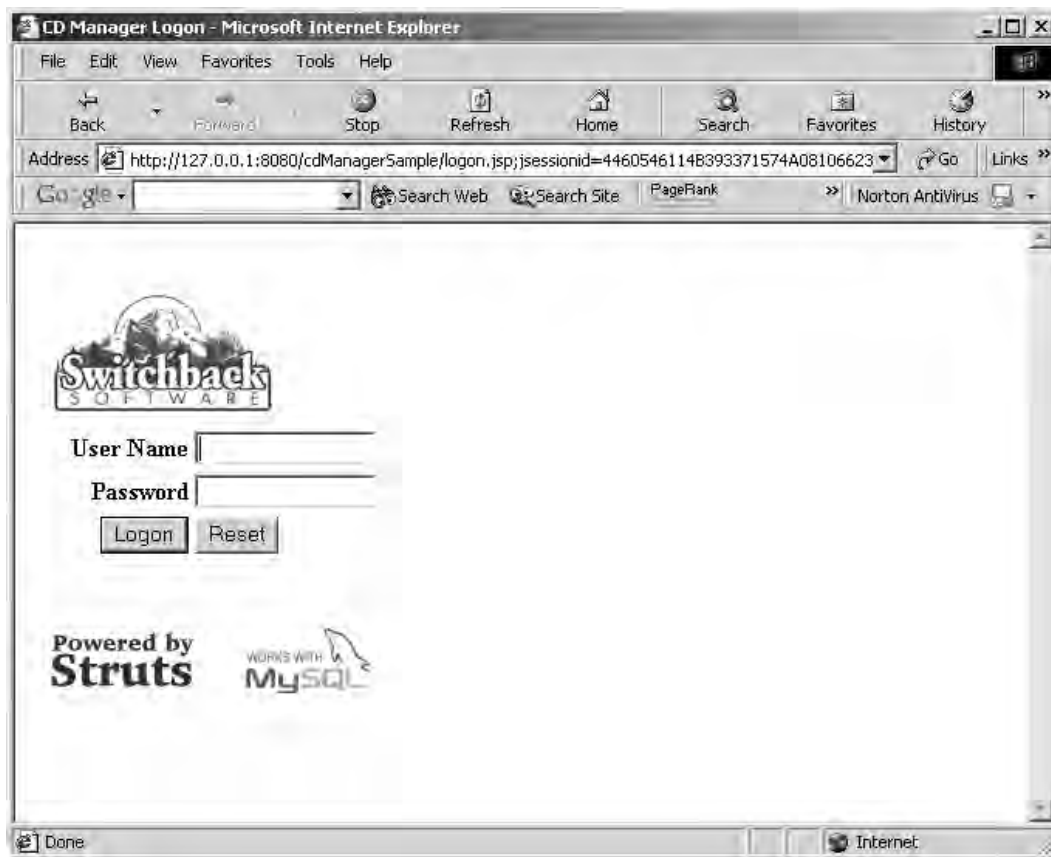 CD Manager Logon - Microsoft Internet Explorer
File Edit View Favorites Tools Help
Back Forward Stop Refresh Home Search Favorites History »
Address http://127.0.0.1:8080/cdManagerSample/logon.jsp;jsessionid=4460546114B393371574A08106623 Go Links »
Google Search Web Search Site PageRank » Norton AntiVirus
Switchback
SOFTWARE
User Name
Password
Logon Reset
Powered by
Struts
WORKS WITH
MySQL
Done Internet